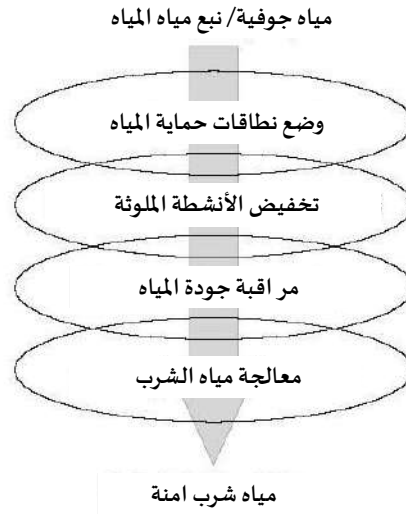 مياه جوفية/ نبع مياه المياه
وضع نطاقات حماية المياه
تخفيض الأنشطة الملوثة
مراقبة جودة المياه
معالجة مياه الشرب
مياه شرب امنة